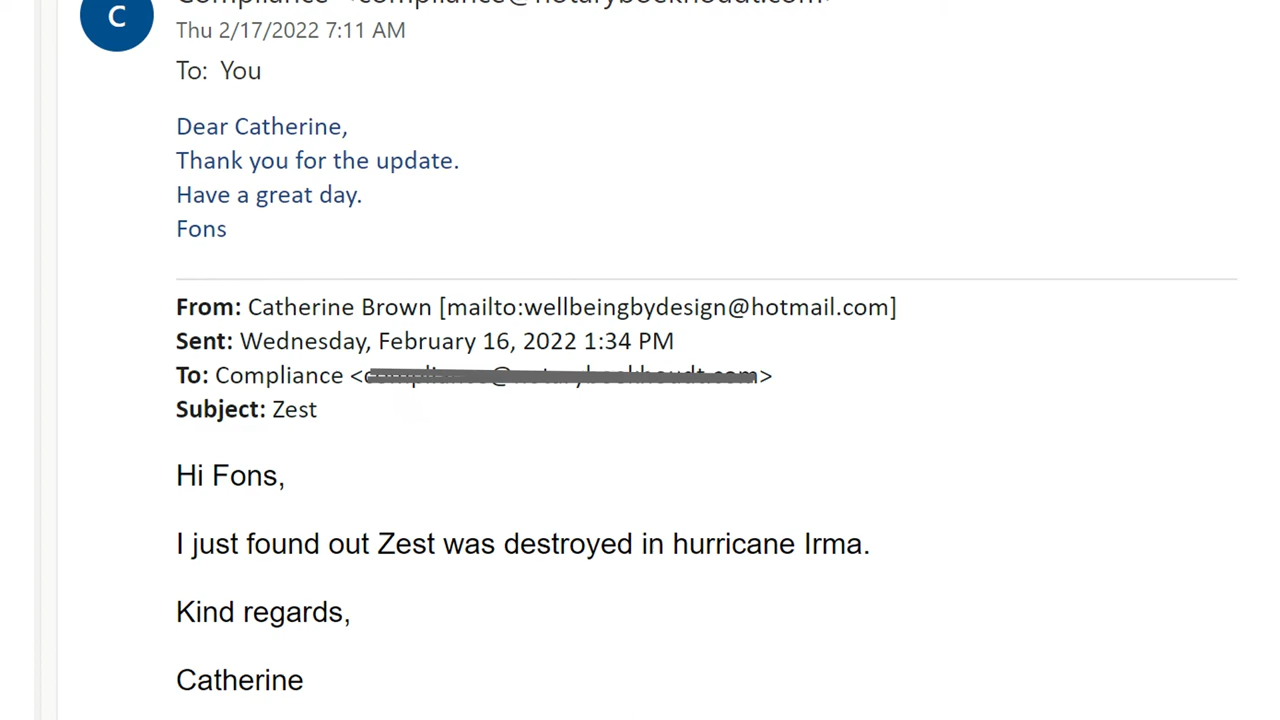 C
Thu 2/17/2022 7:11 AM
To: You
Dear Catherine,
Thank you for the update.
Have a great day.
Fons
From: Catherine Brown [mailto:wellbeingbydesign@hotmail.com]
Sent: Wednesday, February 16, 2022 1:34 PM
To: Compliance < >
Subject: Zest
Hi Fons,
I just found out Zest was destroyed in hurricane Irma.
Kind regards,
Catherine